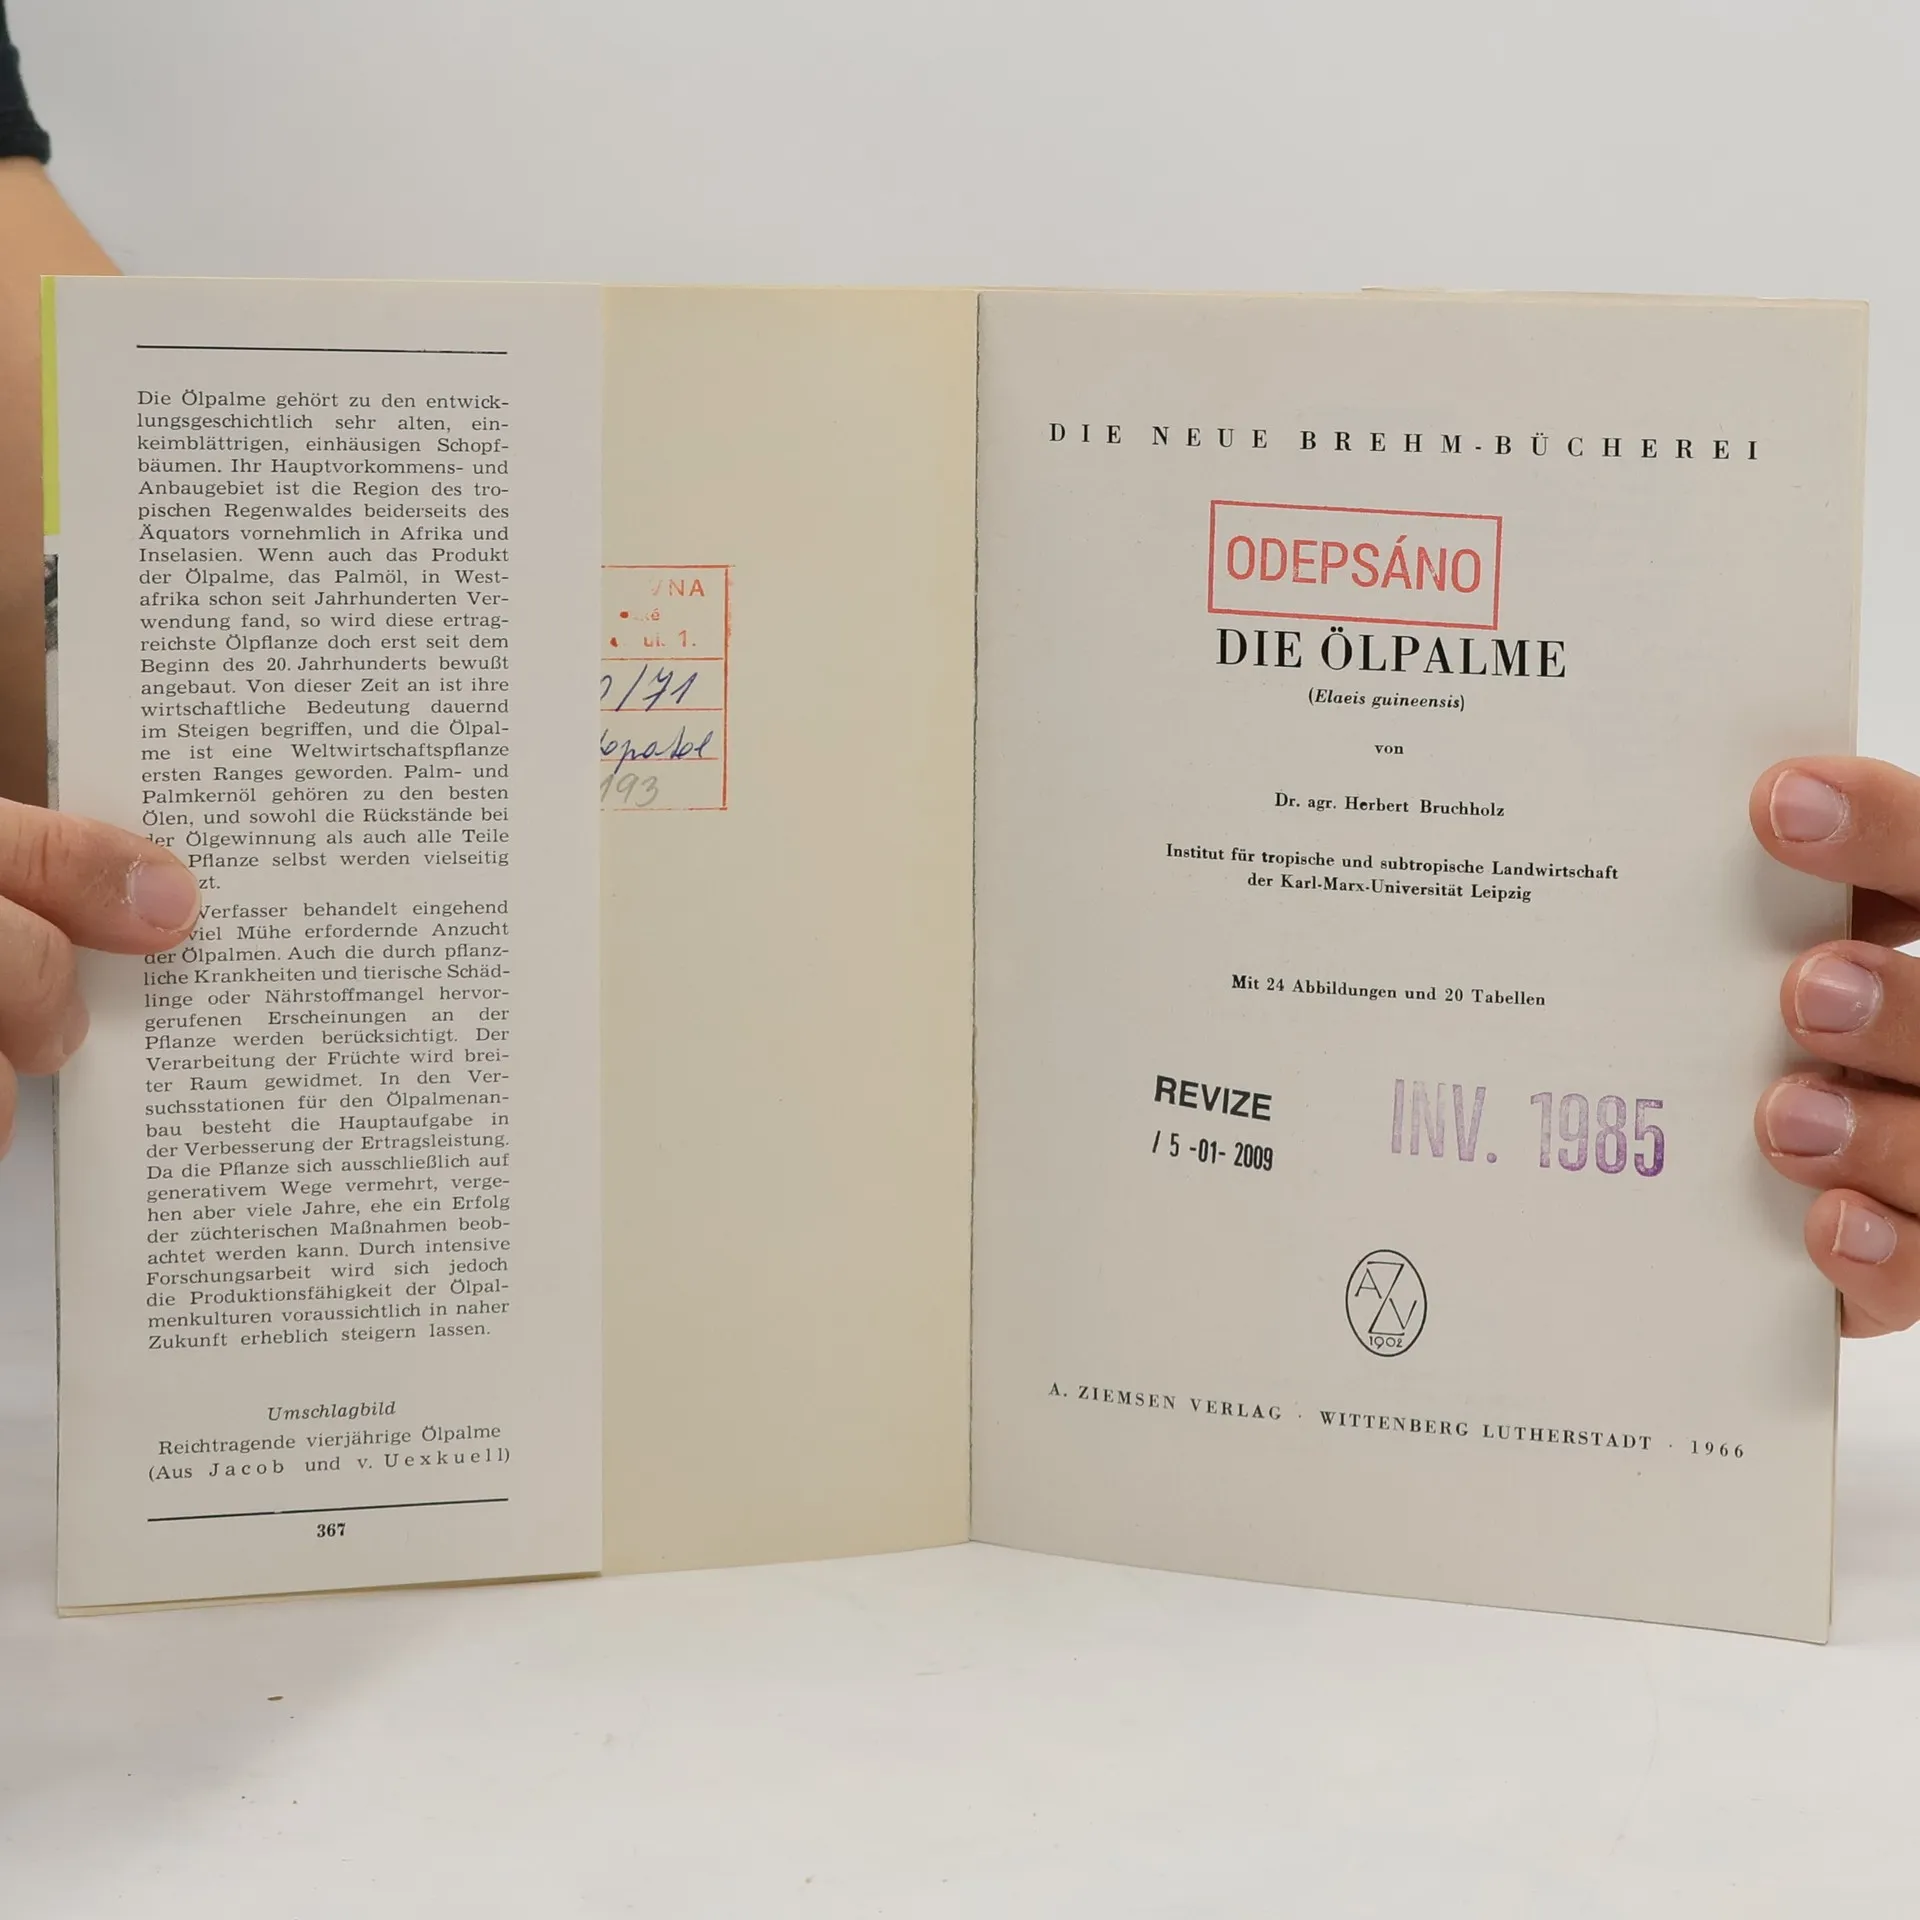 Die Ölpalme gehört zu den entwick-
lungsgeschichtlich sehr alten, ein-
keimblättrigen, einhäusigen Schopf-
bäumen. Ihr Hauptvorkommens- und
Anbaugebiet ist die Region des tro-
pischen Regenwaldes beiderseits des
Äquators vornehmlich in Afrika und
Inselasien. Wenn auch das Produkt
der Ölpalme, das Palmöl, in West-
afrika schon seit Jahrhunderten Ver-
wendung fand, so wird diese ertrag-
reichste Ölpflanze doch erst seit dem
Beginn des 20. Jahrhunderts bewußt
angebaut. Von dieser Zeit an ist ihre
wirtschaftliche Bedeutung dauernd
im Steigen begriffen, und die Ölpal-
me ist eine Weltwirtschaftspflanze
ersten Ranges geworden. Palm- und
Palmkernöl gehören zu den besten
Ölen, und sowohl die Rückstände bei
der Ölgewinnung als auch alle Teile
Pflanze selbst werden vielseitig
zt.
Verfasser behandelt eingehend
viel Mühe erfordernde Anzucht
der Ölpalmen. Auch die durch pflanz-
liche Krankheiten und tierische Schäd-
linge oder Nährstoffmangel hervor-
gerufenen Erscheinungen an der
Pflanze werden berücksichtigt. Der
Verarbeitung der Früchte wird brei-
ter Raum gewidmet. In den Ver-
suchsstationen für den Ölpalmenan-
bau besteht die Hauptaufgabe in
der Verbesserung der Ertragsleistung.
Da die Pflanze sich ausschließlich auf
generativem Wege vermehrt, verge-
hen aber viele Jahre, ehe ein Erfolg
der züchterischen Maßnahmen beob-
achtet werden kann. Durch intensive
Forschungsarbeit wird sich jedoch
die Produktionsfähigkeit der Ölpal-
menkulturen voraussichtlich in naher
Zukunft erheblich steigern lassen.
Umschlagbild
Reichtragende vierjährige Ölpalme
(Aus Jacob und v. Uexkuell)
367
VNA
ul. 1.
/71
193
DIE NEUE BREHM-BÜCHEREI
ODEPSÁNO
DIE ÖLPALME
(Elaeis guineensis)
von
Dr. agr. Herbert Bruchholz
Institut für tropische und subtropische Landwirtschaft
der Karl-Marx-Universität Leipzig
Mit 24 Abbildungen und 20 Tabellen
REVIZE
INV. 1985
15 -01- 2009
AZV
1902
A. ZIEMSEN VERLAG · WITTENBERG LUTHERSTADT · 1966